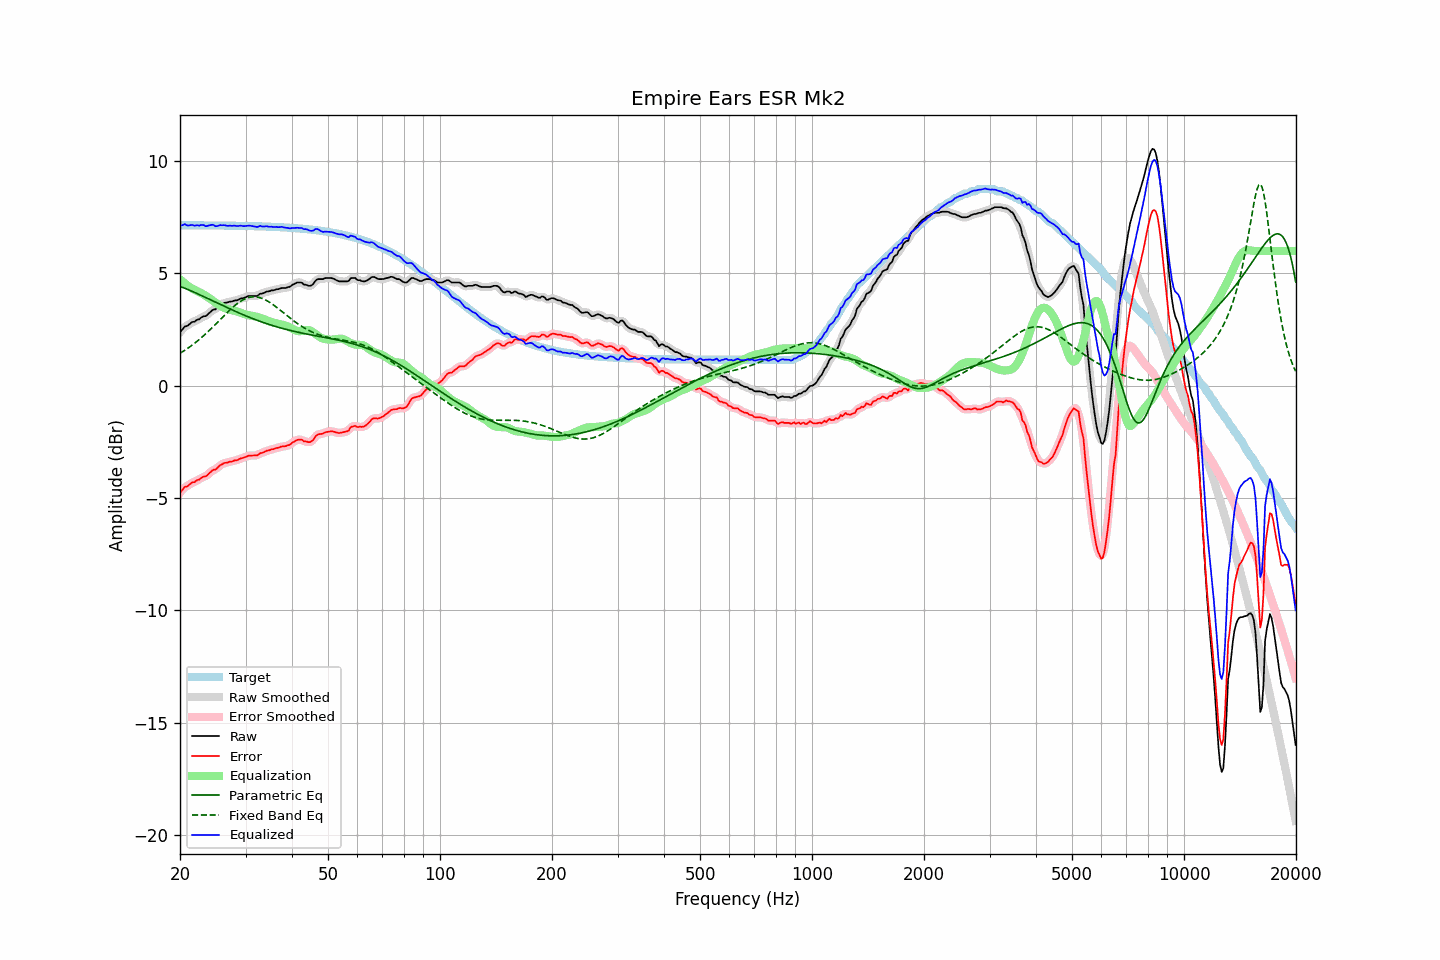 Empire Ears ESR Mk2
Amplitude (dBr)
10
5
0
−5
−10
−15
−20
Target
Raw Smoothed
Error Smoothed
Raw
Error
Equalization
Parametric Eq
Fixed Band Eq
Equalized
20 50 100 200 500 1000 2000 5000 10000 20000
Frequency (Hz)